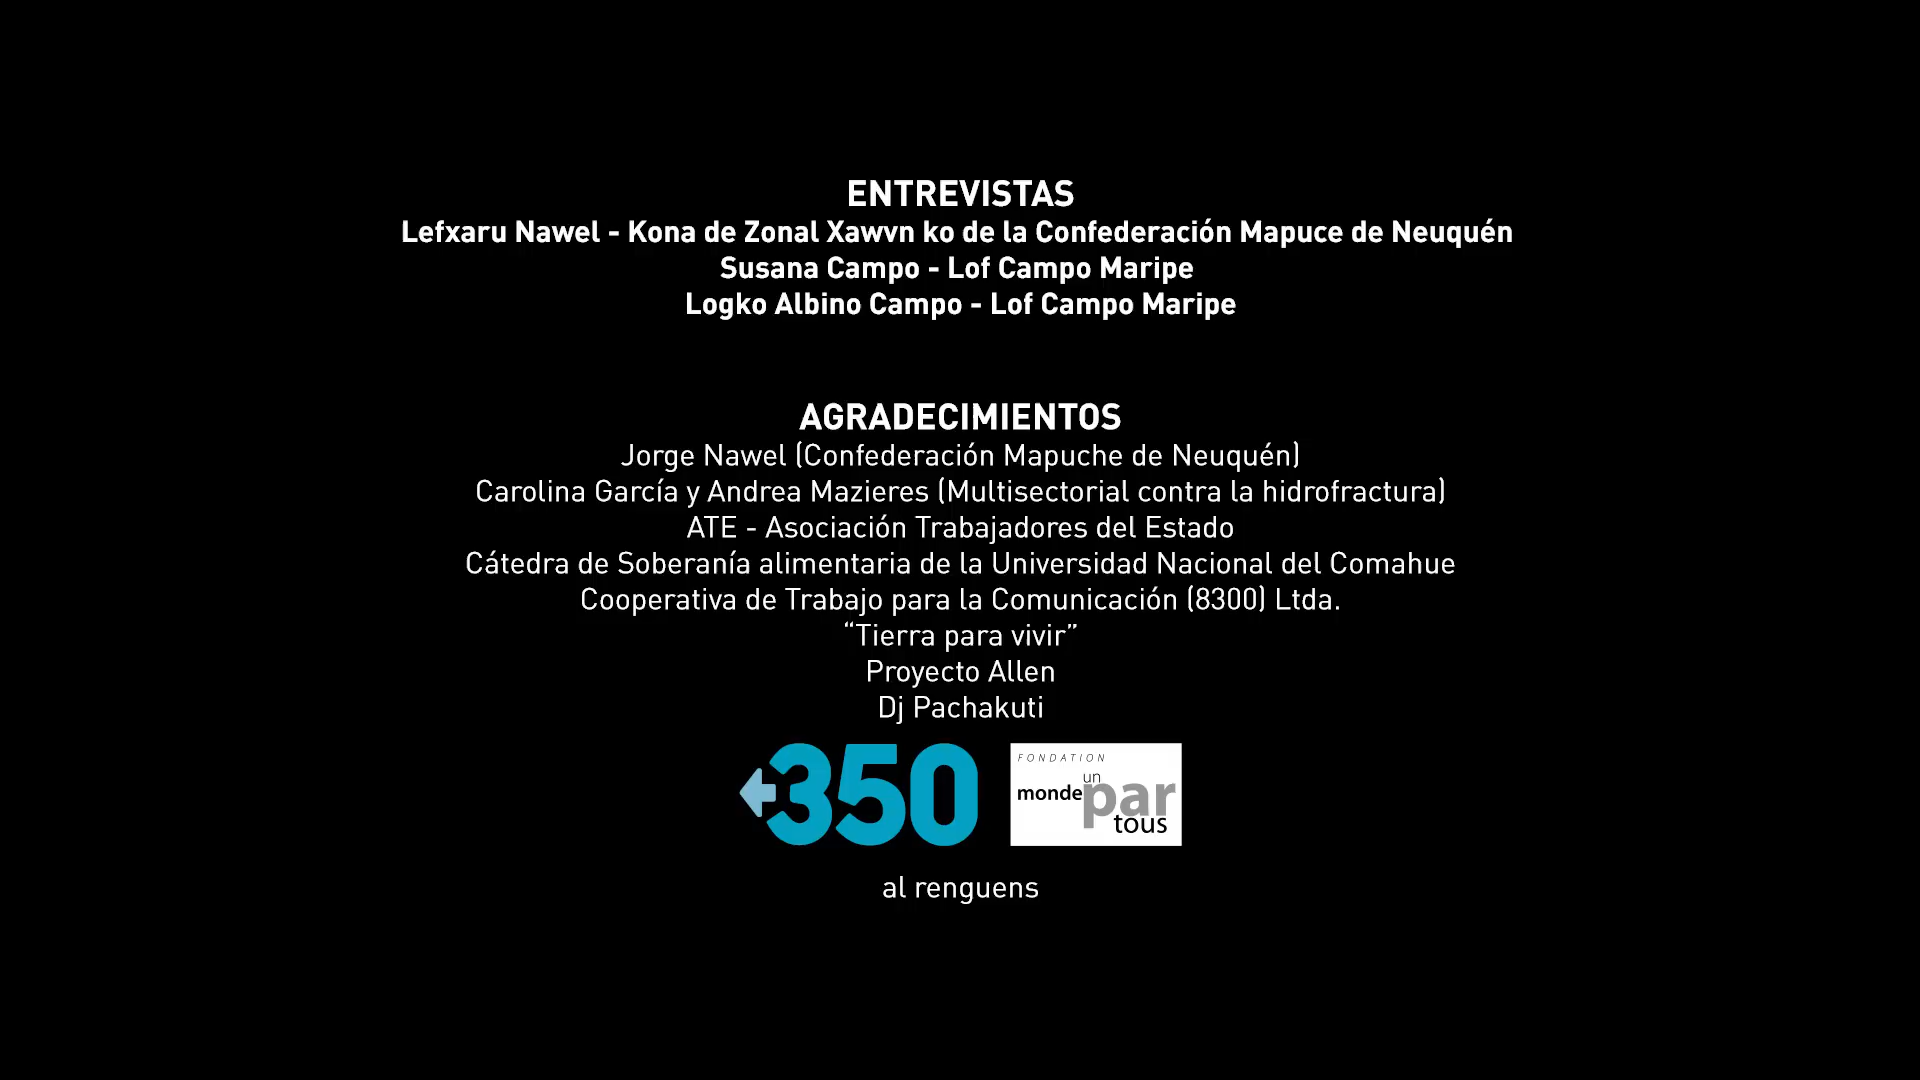 ENTREVISTAS
Lefxaru Nawel - Kona de Zonal Xawvn ko de la Confederación Mapuce de Neuquén
Susana Campo - Lof Campo Maripe
Logko Albino Campo - Lof Campo Maripe
AGRADECIMIENTOS
Jorge Nawel (Confederación Mapuche de Neuquén)
Carolina García y Andrea Mazieres (Multisectorial contra la hidrofractura)
ATE - Asociación Trabajadores del Estado
Cátedra de Soberanía alimentaria de la Universidad Nacional del Comahue
Cooperativa de Trabajo para la Comunicación (8300) Ltda.
“Tierra para vivir”
Proyecto Allen
Dj Pachakuti
350
FONDATION
un
monde par
tous
al renguens